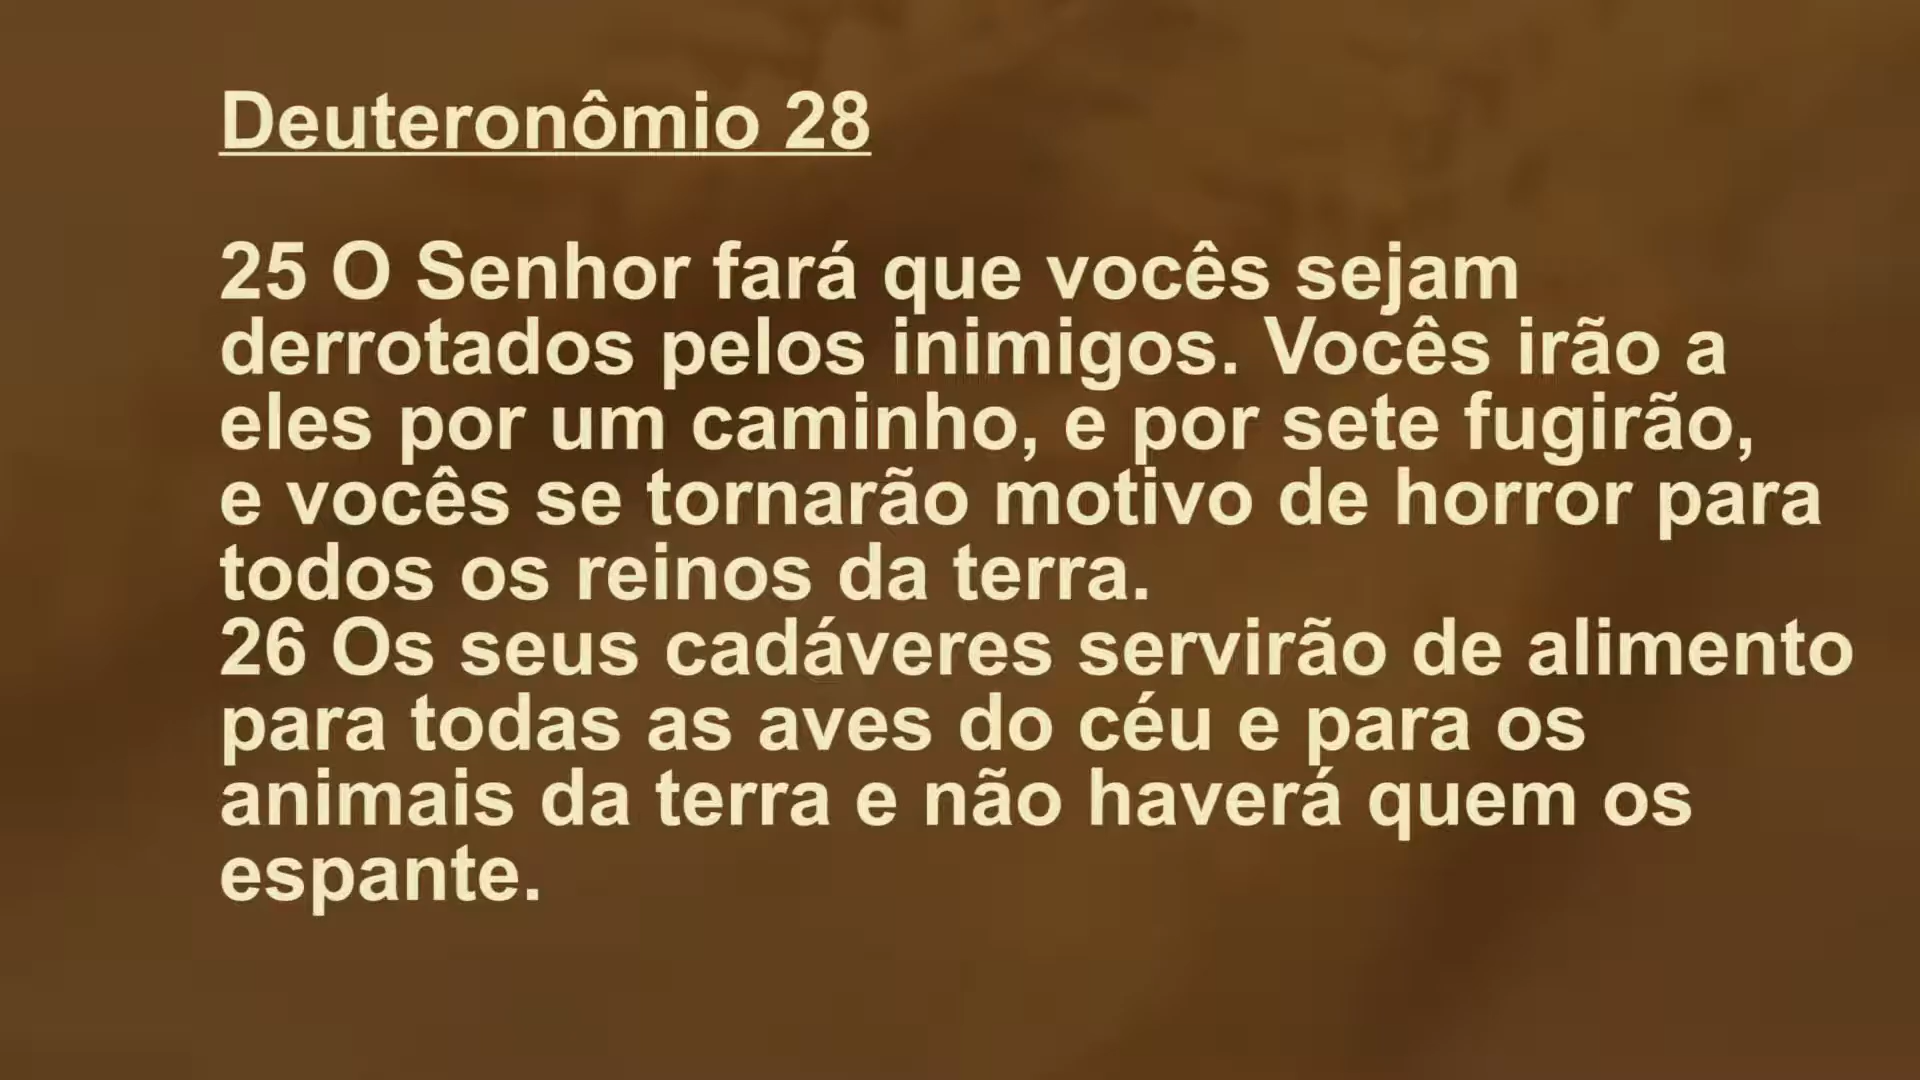 Deuteronômio 28
25 O Senhor fará que vocês sejam
derrotados pelos inimigos. Vocês irão a
eles por um caminho, e por sete fugirão,
e vocês se tornarão motivo de horror para
todos os reinos da terra.
26 Os seus cadáveres servirão de alimento
para todas as aves do céu e para os
animais da terra e não haverá quem os
espante.